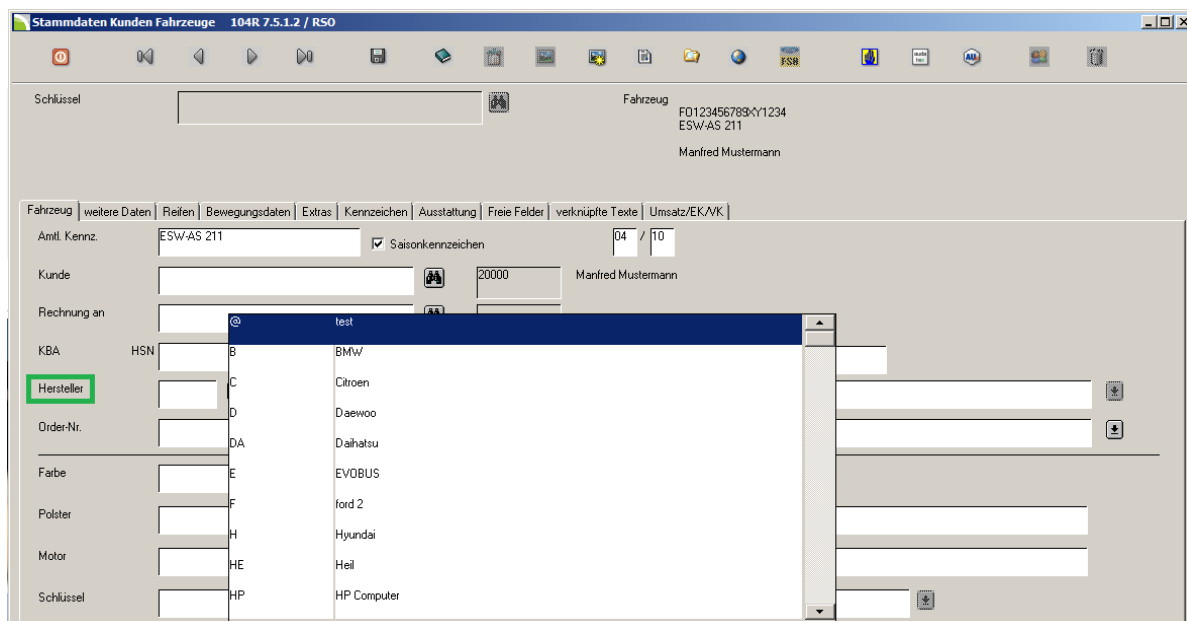 Stammdaten Kunden Fahrzeuge 104R 7.5.1.2 / RSO
FSH
AU
Schlüssel
Fahrzeug
FO123456789XY1234
ESW-AS 211
Manfred Mustermann
Fahrzeug weitere Daten Reifen Bewegungsdaten Extras Kennzeichen Ausstattung Freie Felder verknüpfte Texte Umsatz/EK/VK
Amtl. Kennz. ESW-AS 211 Saisonkennzeichen 04 / 10
Kunde 20000 Manfred Mustermann
Rechnung an
@ test
KBA HSN
B BMW
Hersteller
C Citroen
D Daewoo
Order-Nr.
DA Daihatsu
Farbe
E EVOBUS
F ford 2
Polster
H Hyundai
Motor
HE Heil
Schlüssel
HP HP Computer